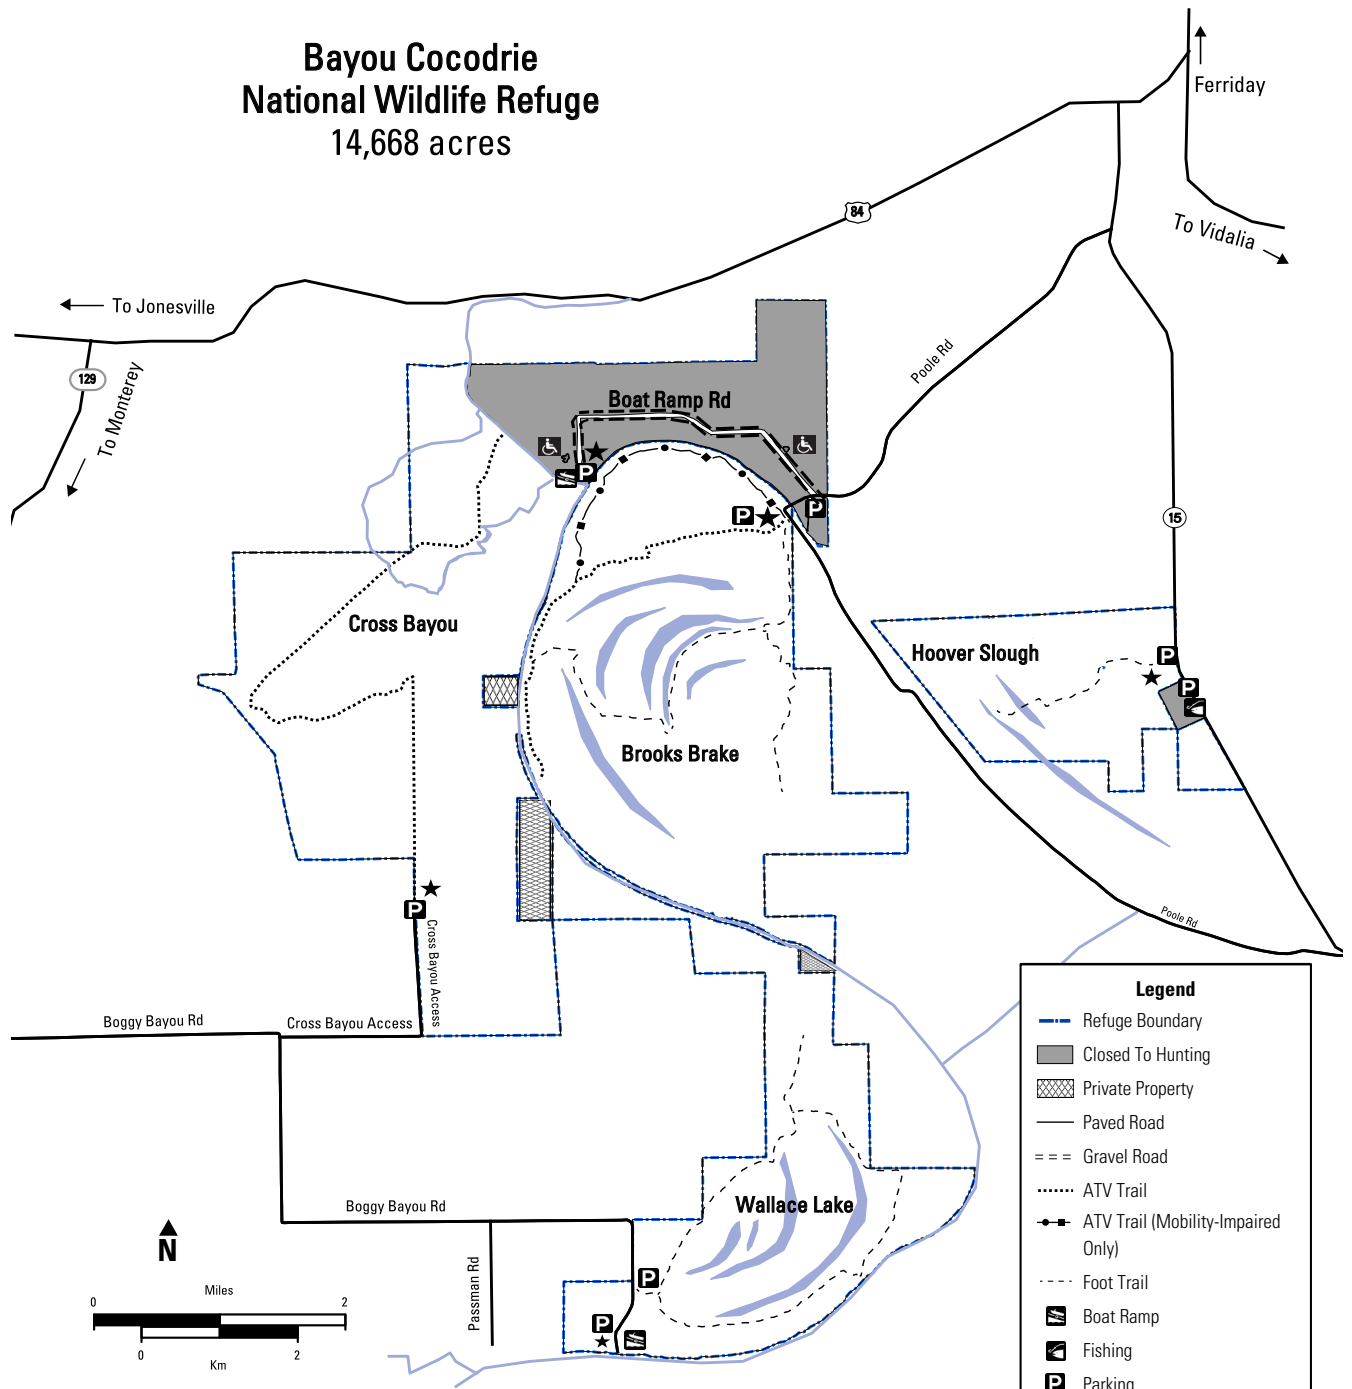 Bayou Cocodrie
National Wildlife Refuge
14,668 acres
Ferriday
84
To Vidalia
To Jonesville
129
To Monterey
Poole Rd
Boat Ramp Rd
P
P
P
15
Cross Bayou
Hoover Slough
P
P
Brooks Brake
P
Cross Bayou Access
Poole Rd
Boggy Bayou Rd
Cross Bayou Access
Boggy Bayou Rd
Wallace Lake
N
Passman Rd
P
P
Miles
0
2
0
2
Km
Legend
Refuge Boundary
Closed To Hunting
Private Property
Paved Road
Gravel Road
ATV Trail
ATV Trail (Mobility-Impaired
Only)
Foot Trail
Boat Ramp
Fishing
P Parking